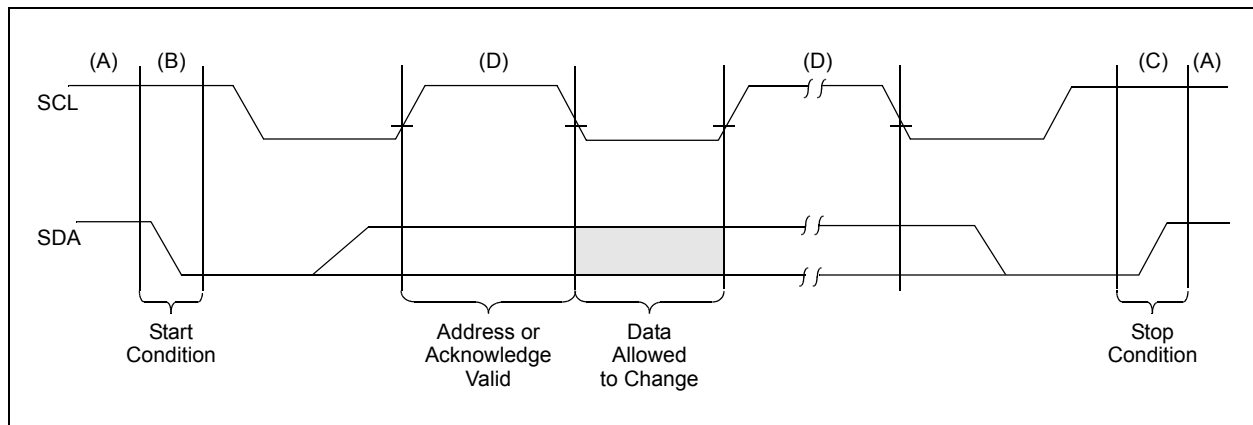 (A) (B) (D) (D) (C) (A)
SCL
SDA
Start
Condition
Address or
Acknowledge
Valid
Data
Allowed
to Change
Stop
Condition